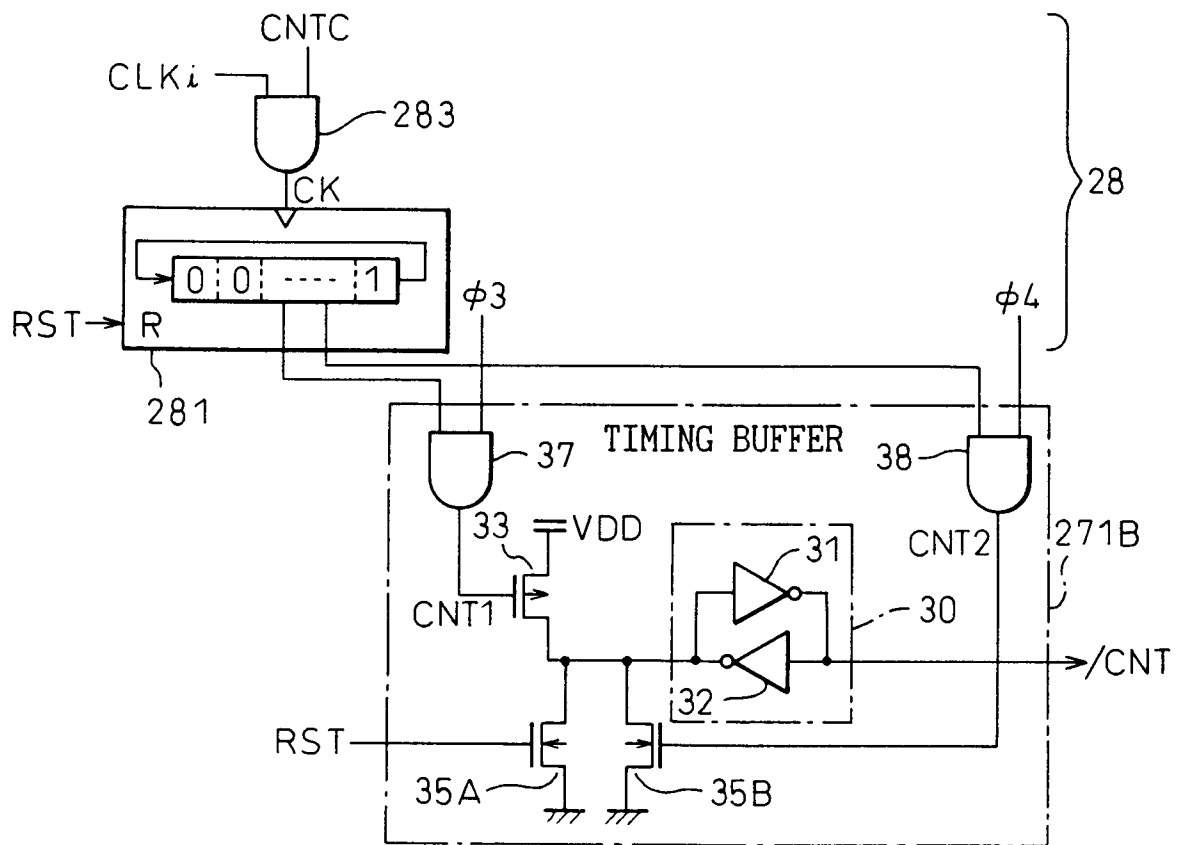 CNTC
CLKi
283
28
CK
0 0 ---- 1
φ3
φ4
RST
R
281
TIMING BUFFER
37
38
33
VDD
31
CNT2
271B
CNT1
30
/CNT
32
RST
35A
35B